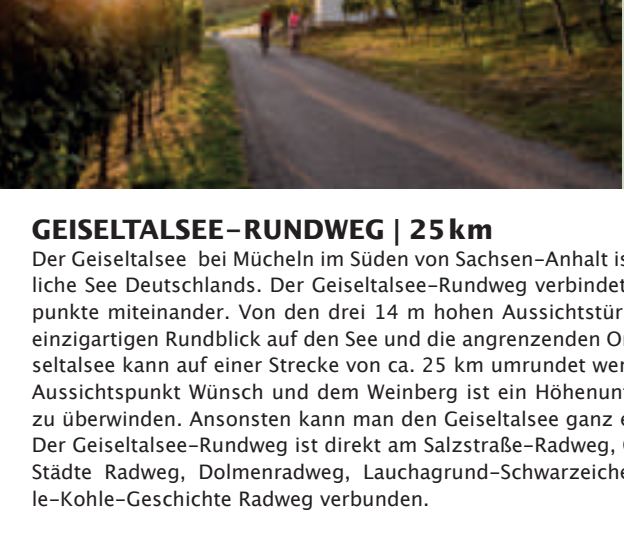 GEISELTALSEE–RUNDWEG | 25 km
Der Geiseltalsee bei Mücheln im Süden von Sachsen–Anhalt is
liche See Deutschlands. Der Geiseltalsee–Rundweg verbindet
punkte miteinander. Von den drei 14 m hohen Aussichtstür
einzigartigen Rundblick auf den See und die angrenzenden Or
seltalsee kann auf einer Strecke von ca. 25 km umrundet wer
Aussichtspunkt Wünsch und dem Weinberg ist ein Höhenun
zu überwinden. Ansonsten kann man den Geiseltalsee ganz e
Der Geiseltalsee–Rundweg ist direkt am Salzstraße–Radweg,
Städte Radweg, Dolmenradweg, Lauchagrund–Schwarzeiche
le–Kohle–Geschichte Radweg verbunden.